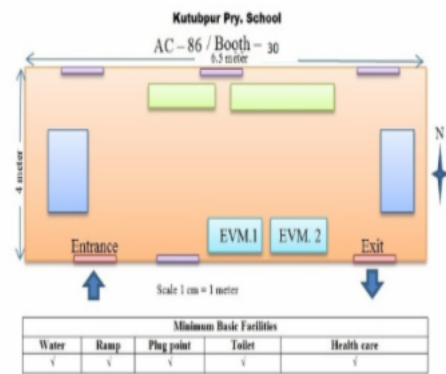 Kutubpur Pry. School
AC – 86 / Booth – 30
6.5 meter
N
4 meter
EVM.1 EVM. 2
Entrance Exit
Scale 1 cm = 1 meter
Minimum Basic Facilities
Water Ramp Plug point Toilet Health care
√ √ √ √ √